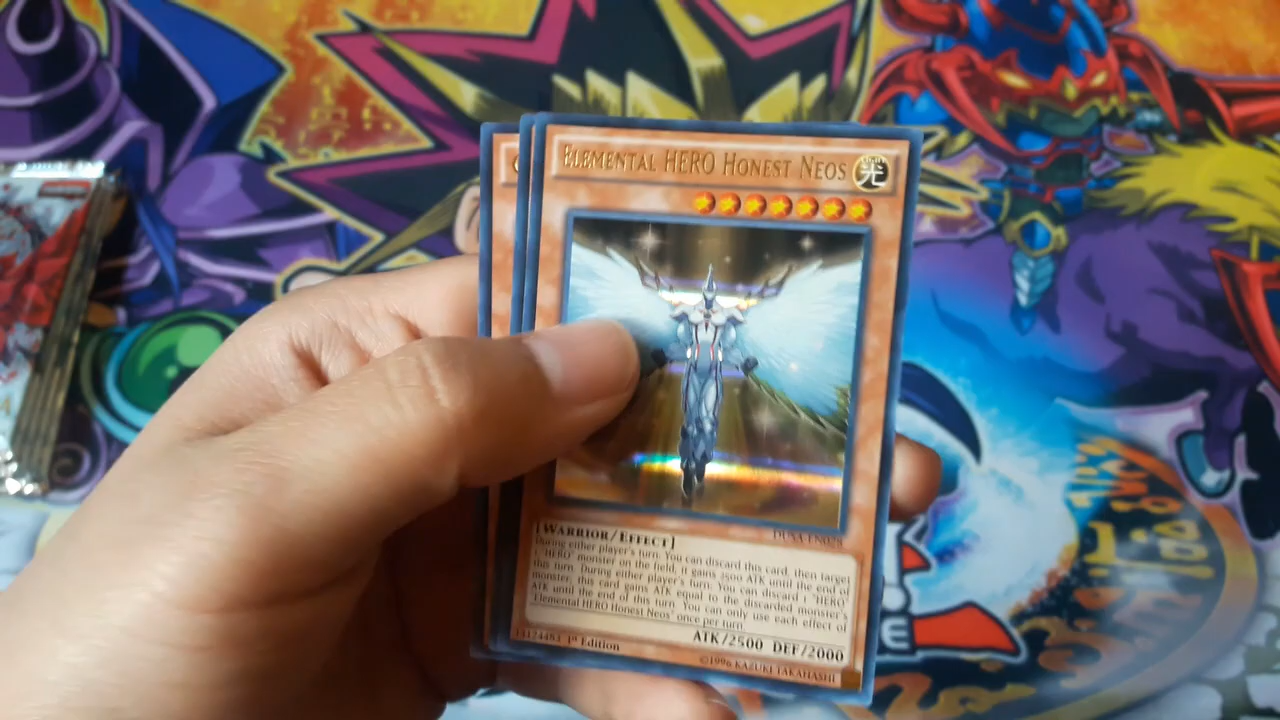 ELEMENTAL HERO HONEST NEOS
光
DUSA-EN028
[WARRIOR/EFFECT]
During either player's turn: You can discard this card, then target
1 "HERO" monster on the field; it gains 2500 ATK until the end of
this turn. During either player's turn: You can discard 1 "HERO"
monster; this card gains ATK equal to the discarded monster's
ATK until the end of this turn. You can only use each effect of
"Elemental HERO Honest Neos" once per turn.
ATK/2500 DEF/2000
1st Edition
©1996 KAZUKI TAKAHASHI